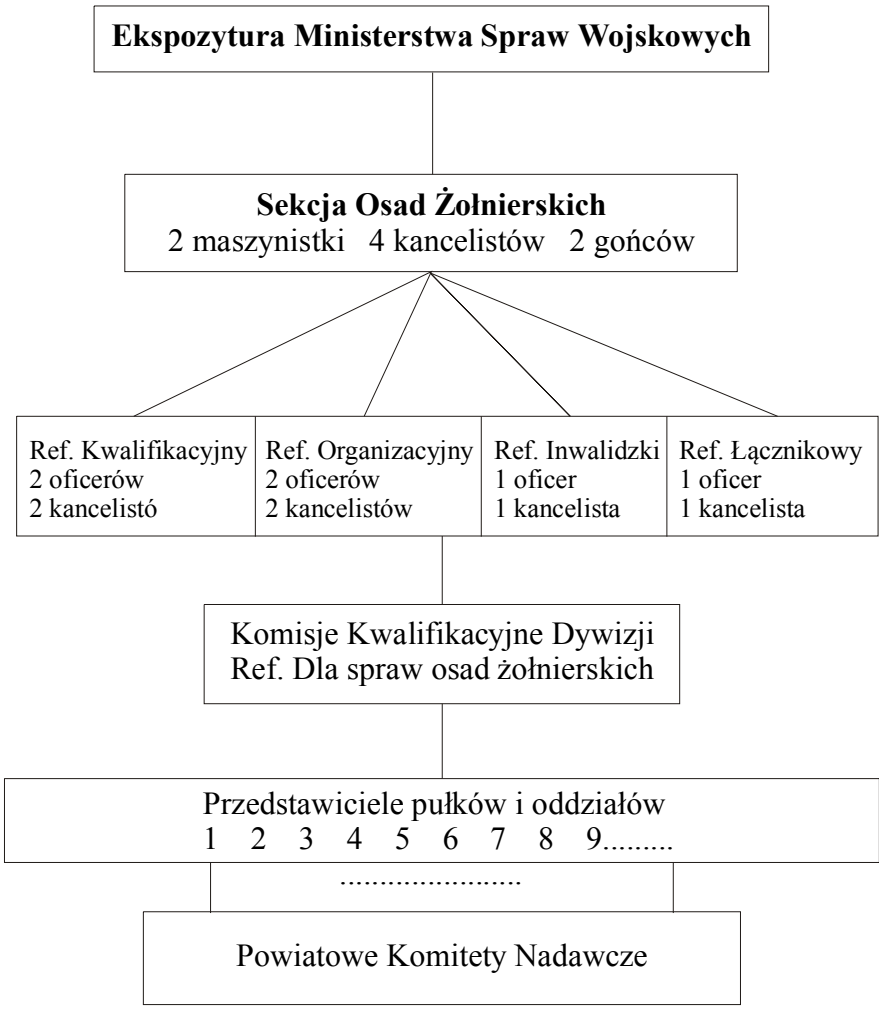 Ekspozytura Ministerstwa Spraw Wojskowych
Sekcja Osad Żołnierskich
2 maszynistki 4 kancelistów 2 gońców
Ref. Kwalifikacyjny
2 oficerów
2 kancelistó
Ref. Organizacyjny
2 oficerów
2 kancelistów
Ref. Inwalidzki
1 oficer
1 kancelista
Ref. Łącznikowy
1 oficer
1 kancelista
Komisje Kwalifikacyjne Dywizji
Ref. Dla spraw osad żołnierskich
Przedstawiciele pułków i oddziałów
1 2 3 4 5 6 7 8 9.........
.......................
Powiatowe Komitety Nadawcze